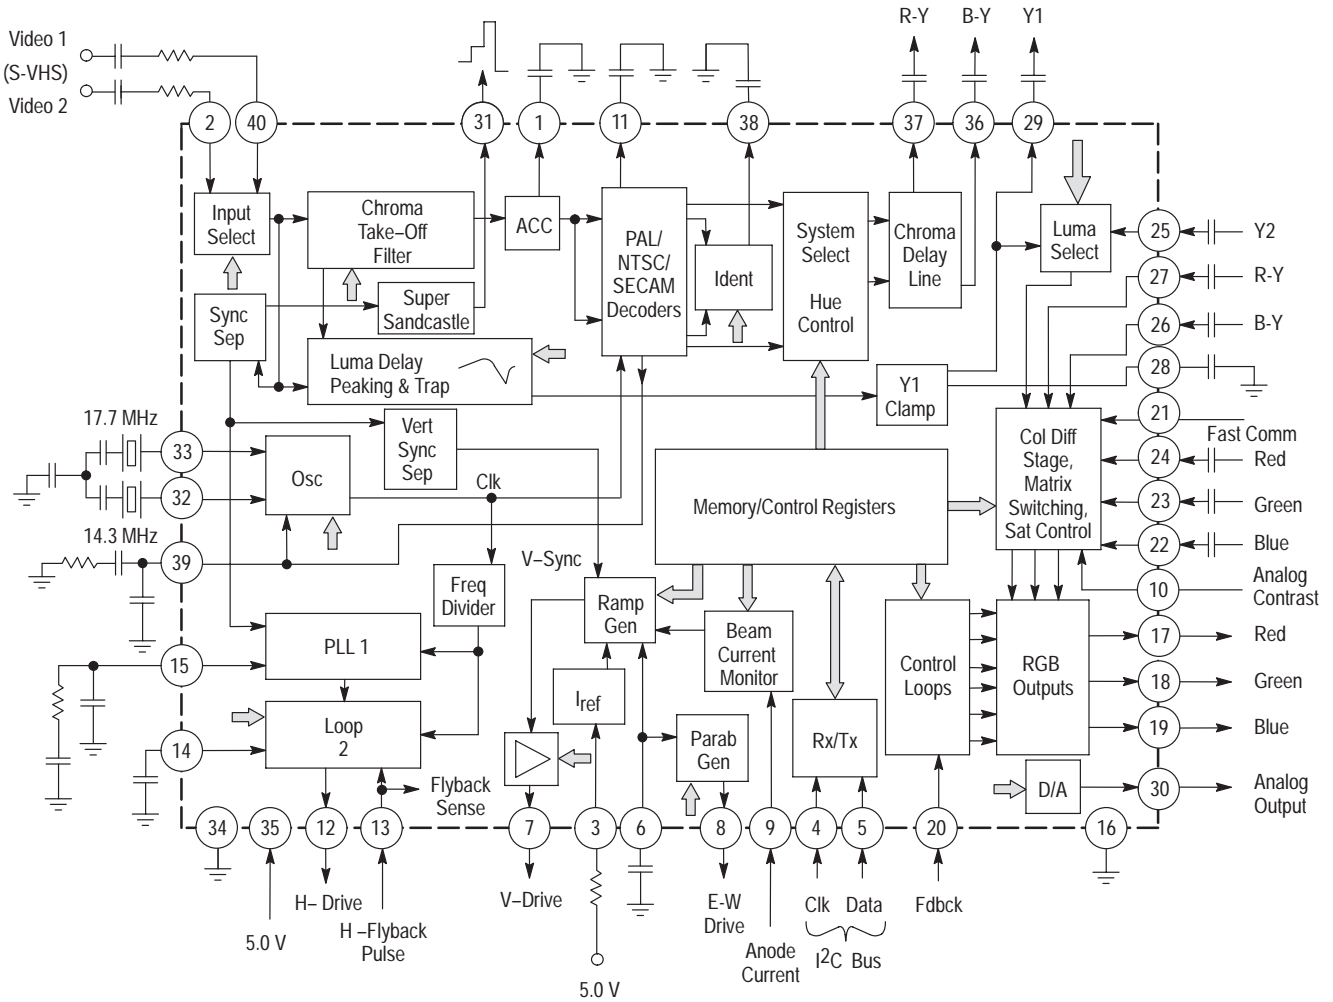 R-Y B-Y Y1
Video 1
(S-VHS)
Video 2
2 40 31 1 11 38 37 36 29
Input
Select
Chroma
Take–Off
Filter
ACC
PAL/
NTSC/
SECAM
Decoders
Ident
System
Select
Hue
Control
Chroma
Delay
Line
Luma
Select
25 Y2
27 R-Y
26 B-Y
28
Sync
Sep
Super
Sandcastle
Luma Delay
Peaking & Trap
Y1
Clamp
21
Fast Comm
24 Red
23 Green
22 Blue
10 Analog
Contrast
17.7 MHz
33
32
14.3 MHz
39
Osc
Vert
Sync
Sep
Clk
Memory/Control Registers
Col Diff
Stage,
Matrix
Switching,
Sat Control
V–Sync
Freq
Divider
Ramp
Gen
Beam
Current
Monitor
Control
Loops
RGB
Outputs
17 Red
18 Green
19 Blue
15
PLL 1
Iref
14
Loop
2
Parab
Gen
Rx/Tx
D/A
30 Analog
Output
Flyback
Sense
34 35 12 13 7 3 6 8 9 4 5 20 16
H– Drive
V–Drive
E-W
Drive
Clk Data
Fdbck
5.0 V
H –Flyback
Pulse
Anode
Current
I2C Bus
5.0 V